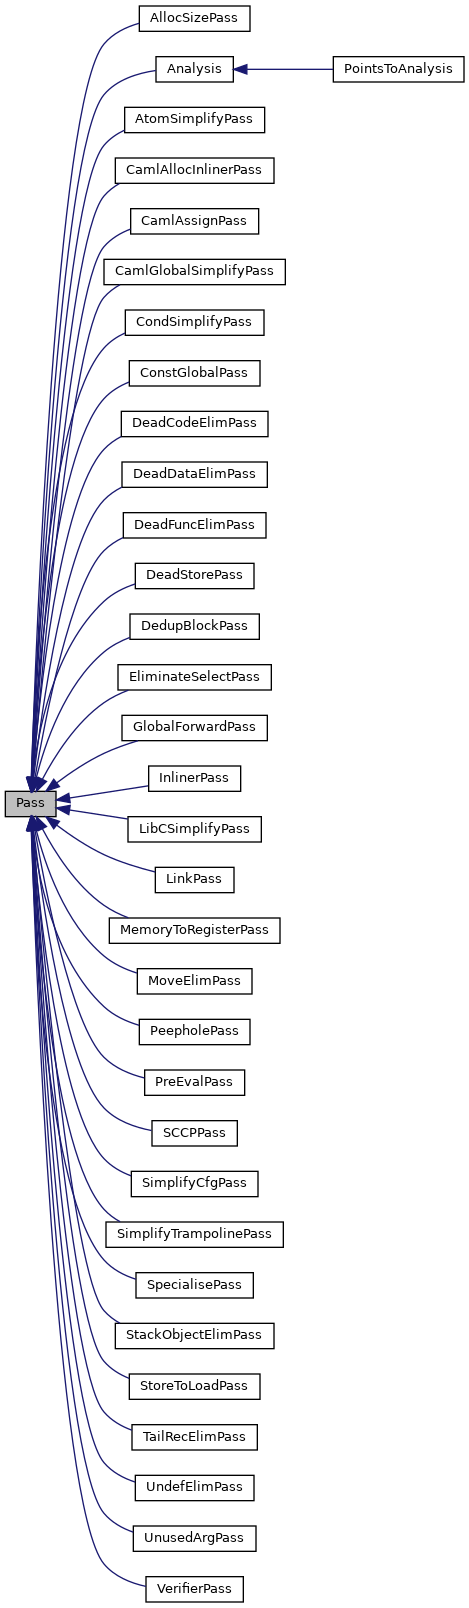 AllocSizePass
Analysis
PointsToAnalysis
AtomSimplifyPass
CamlAllocInlinerPass
CamlAssignPass
CamlGlobalSimplifyPass
CondSimplifyPass
ConstGlobalPass
DeadCodeElimPass
DeadDataElimPass
DeadFuncElimPass
DeadStorePass
DedupBlockPass
EliminateSelectPass
GlobalForwardPass
InlinerPass
Pass
LibCSimplifyPass
LinkPass
MemoryToRegisterPass
MoveElimPass
PeepholePass
PreEvalPass
SCCPPass
SimplifyCfgPass
SimplifyTrampolinePass
SpecialisePass
StackObjectElimPass
StoreToLoadPass
TailRecElimPass
UndefElimPass
UnusedArgPass
VerifierPass